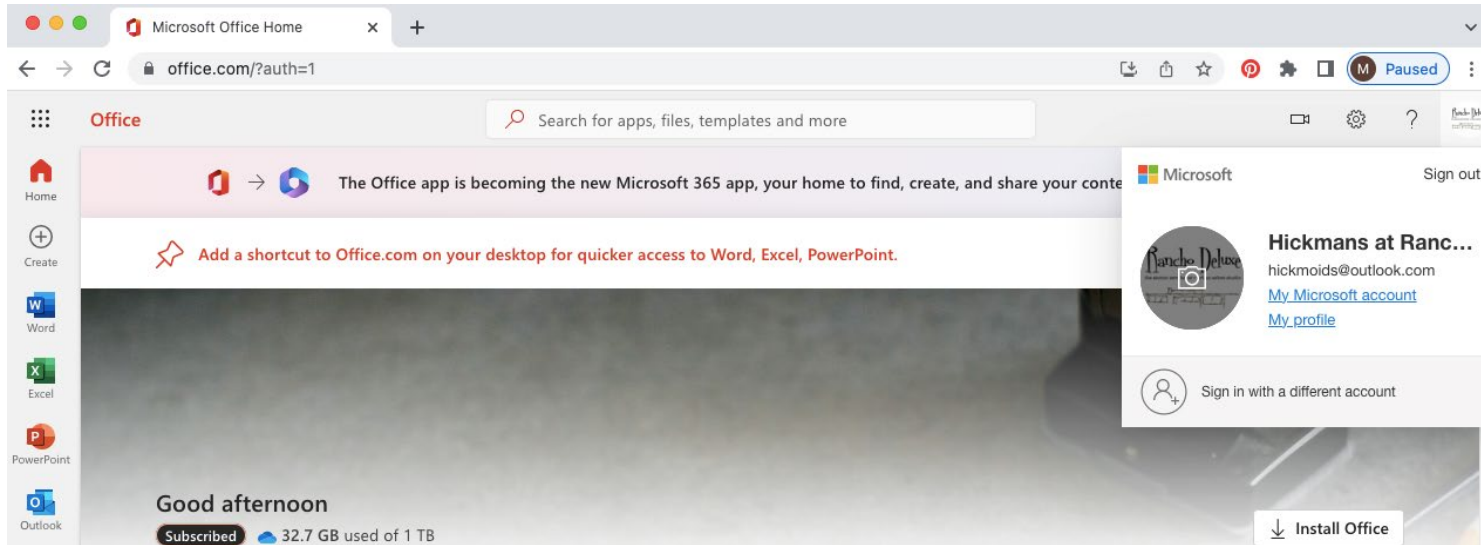 Microsoft Office Home
office.com/?auth=1
M Paused
Office
Search for apps, files, templates and more
?
Home
The Office app is becoming the new Microsoft 365 app, your home to find, create, and share your conte
Microsoft
Sign out
Create
Add a shortcut to Office.com on your desktop for quicker access to Word, Excel, PowerPoint.
Rancho Deluxe
Hickmans at Ranc...
hickmoids@outlook.com
My Microsoft account
My profile
W
Word
X
Excel
Sign in with a different account
P
PowerPoint
O
Outlook
Good afternoon
Subscribed 32.7 GB used of 1 TB
Install Office